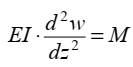 EI · d²w/dz² = M